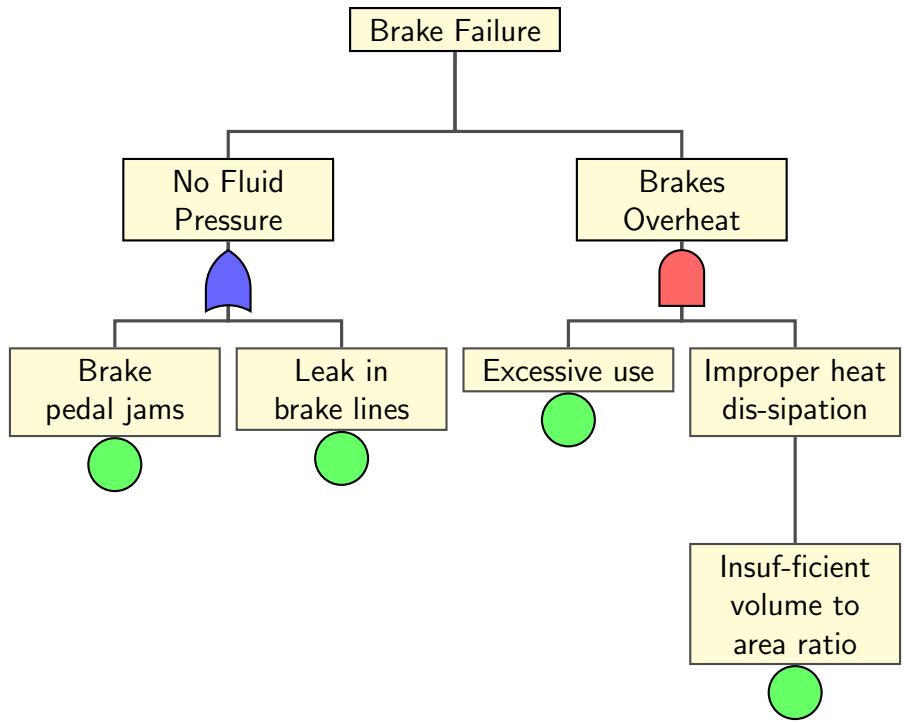 Brake Failure
No Fluid
Pressure
Brakes
Overheat
Brake
pedal jams
Leak in
brake lines
Excessive use
Improper heat
dis-sipation
Insuf-ficient
volume to
area ratio